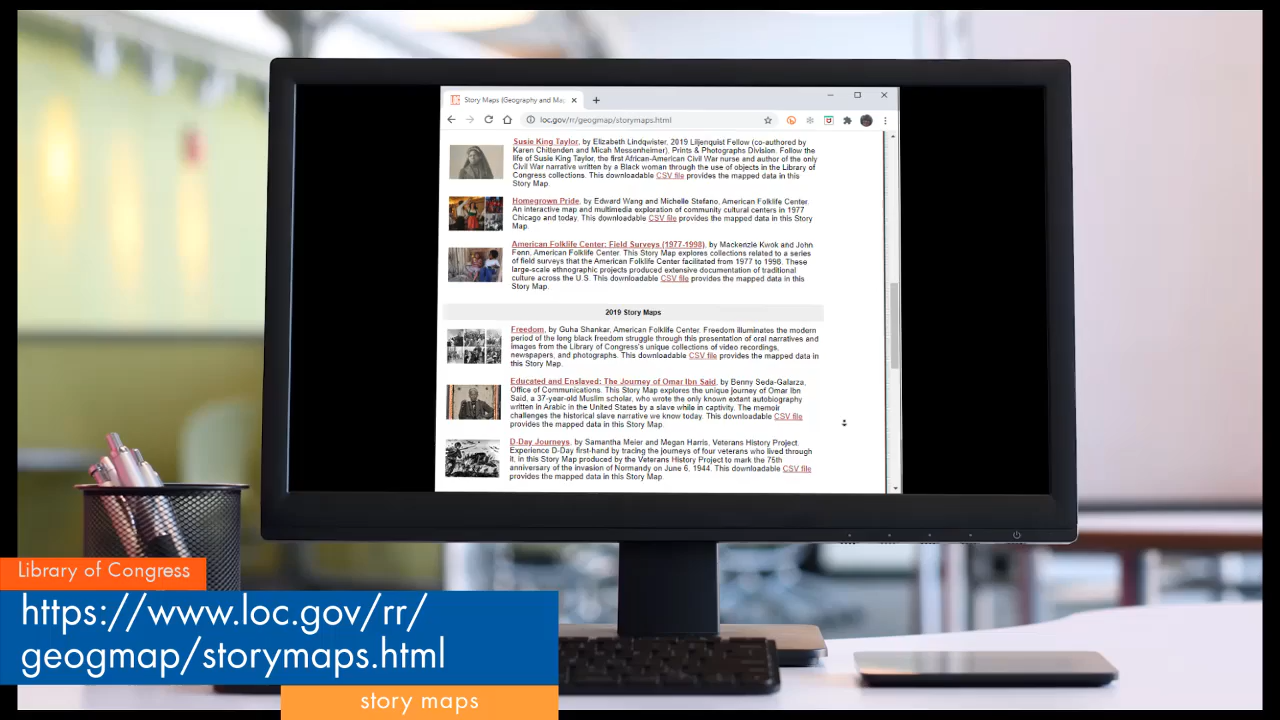 Story Maps (Geography and Ma
loc.gov/rr/geogmap/storymaps.html
Susie King Taylor, by Elizabeth Lindqwister, 2019 Liljenquist Fellow (co-authored by
Karen Chittenden and Micah Messenheimer), Prints & Photographs Division. Follow the
life of Susie King Taylor, the first African-American Civil War nurse and author of the only
Civil War narrative written by a Black woman through the use of objects in the Library of
Congress collections. This downloadable CSV file provides the mapped data in this
Story Map.
Homegrown Pride, by Edward Wang and Michelle Stefano, American Folklife Center.
An interactive map and multimedia exploration of community cultural centers in 1977
Chicago and today. This downloadable CSV file provides the mapped data in this Story
Map.
American Folklife Center: Field Surveys (1977-1998), by Mackenzie Kwok and John
Fenn, American Folklife Center. This Story Map explores collections related to a series
of field surveys that the American Folklife Center facilitated from 1977 to 1998. These
large-scale ethnographic projects produced extensive documentation of traditional
culture across the U.S. This downloadable CSV file provides the mapped data in this
Story Map.
2019 Story Maps
Freedom, by Guha Shankar, American Folklife Center. Freedom illuminates the modern
period of the long black freedom struggle through this presentation of oral narratives and
images from the Library of Congress's unique collections of video recordings,
newspapers, and photographs. This downloadable CSV file provides the mapped data in
this Story Map.
Educated and Enslaved: The Journey of Omar Ibn Said, by Benny Seda-Galarza,
Office of Communications. This Story Map explores the unique journey of Omar Ibn
Said, a 37-year-old Muslim scholar, who wrote the only known extant autobiography
written in Arabic in the United States by a slave while in captivity. The memoir
challenges the historical slave narrative we know today. This downloadable CSV file
provides the mapped data in this Story Map.
D-Day Journeys, by Samantha Meier and Megan Harris, Veterans History Project.
Experience D-Day first-hand by tracing the journeys of four veterans who lived through
it, in this Story Map produced by the Veterans History Project to mark the 75th
anniversary of the invasion of Normandy on June 6, 1944. This downloadable CSV file
provides the mapped data in this Story Map
Library of Congress
https://www.loc.gov/rr/
geogmap/storymaps.html
story maps